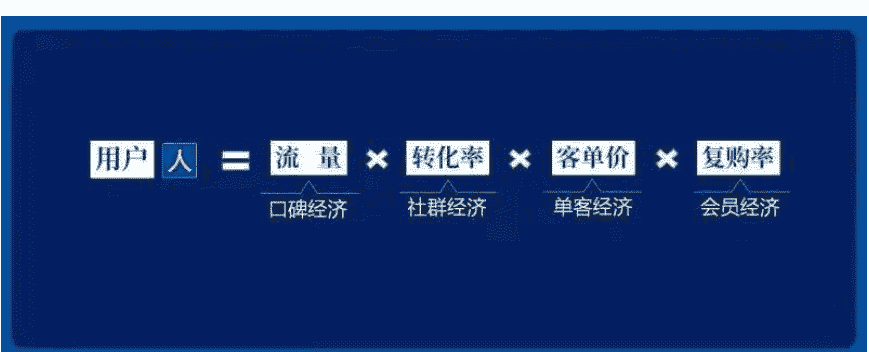 用户 人 = 流 量 × 转化率 × 客单价 × 复购率
口碑经济 社群经济 单客经济 会员经济